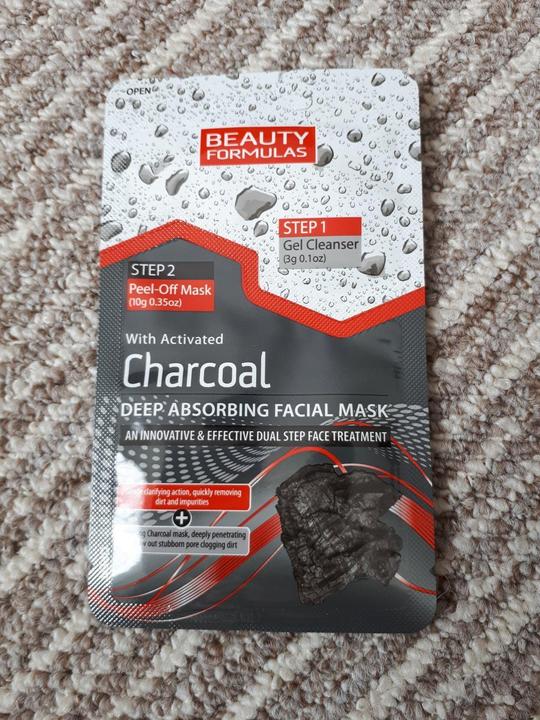 OPEN
BEAUTY
FORMULAS
STEP 1
Gel Cleanser
(3g 0.1oz)
STEP 2
Peel-Off Mask
(10g 0.35oz)
With Activated
Charcoal
DEEP ABSORBING FACIAL MASK
AN INNOVATIVE & EFFECTIVE DUAL STEP FACE TREATMENT
clarifying action, quickly removing
dirt and impurities
+
Charcoal mask, deeply penetrating
out stubborn pore clogging dirt